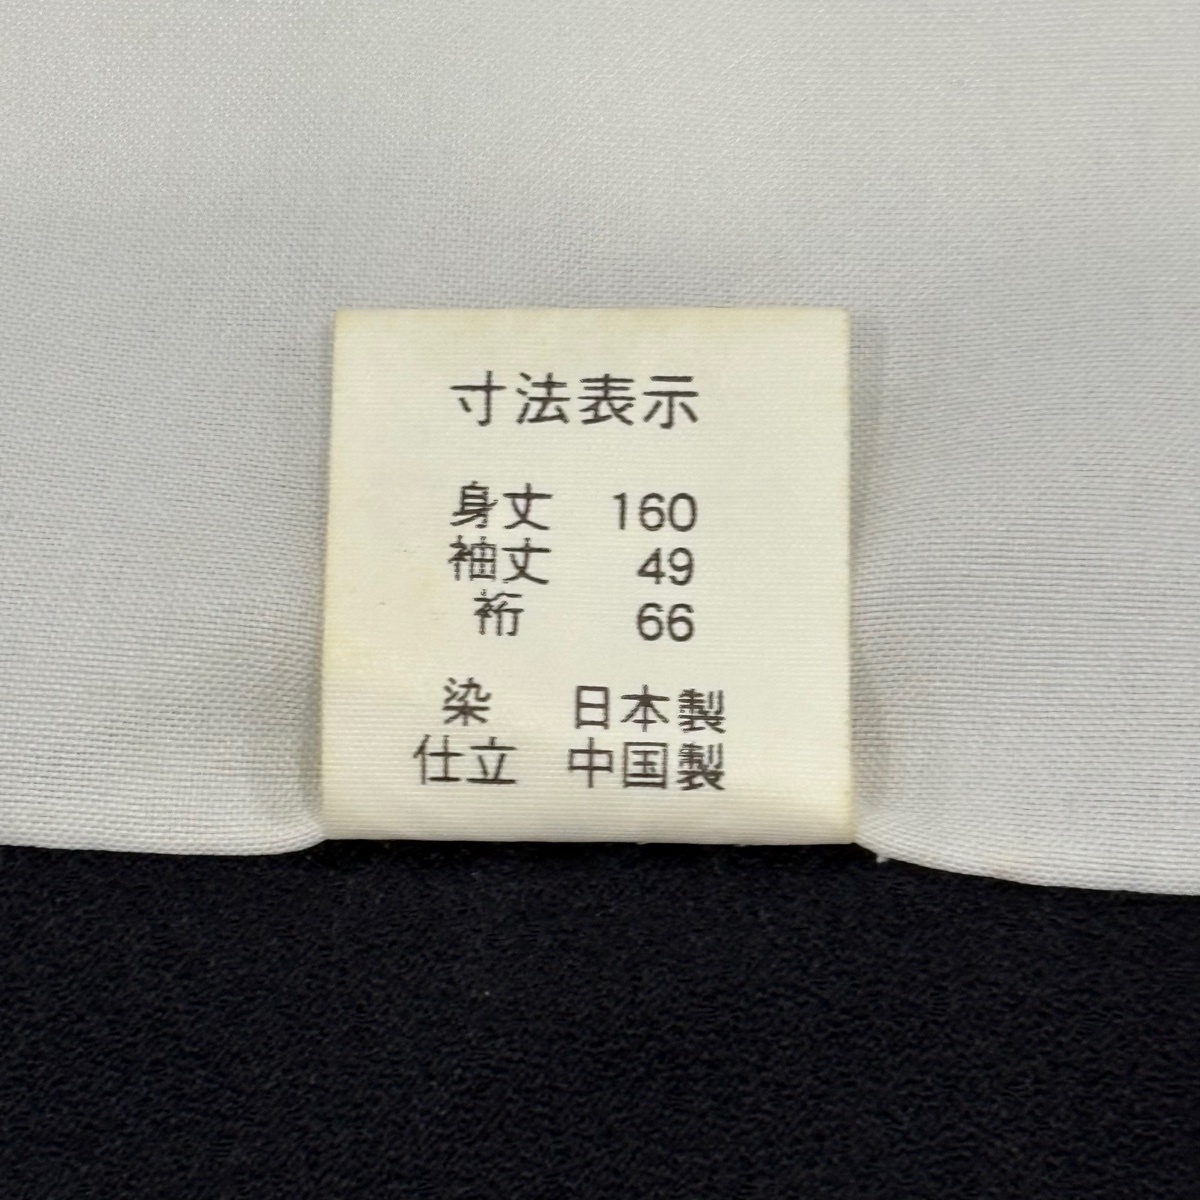 寸法表示
身丈 160
袖丈 49
裄 66
染 日本製
仕立 中国製